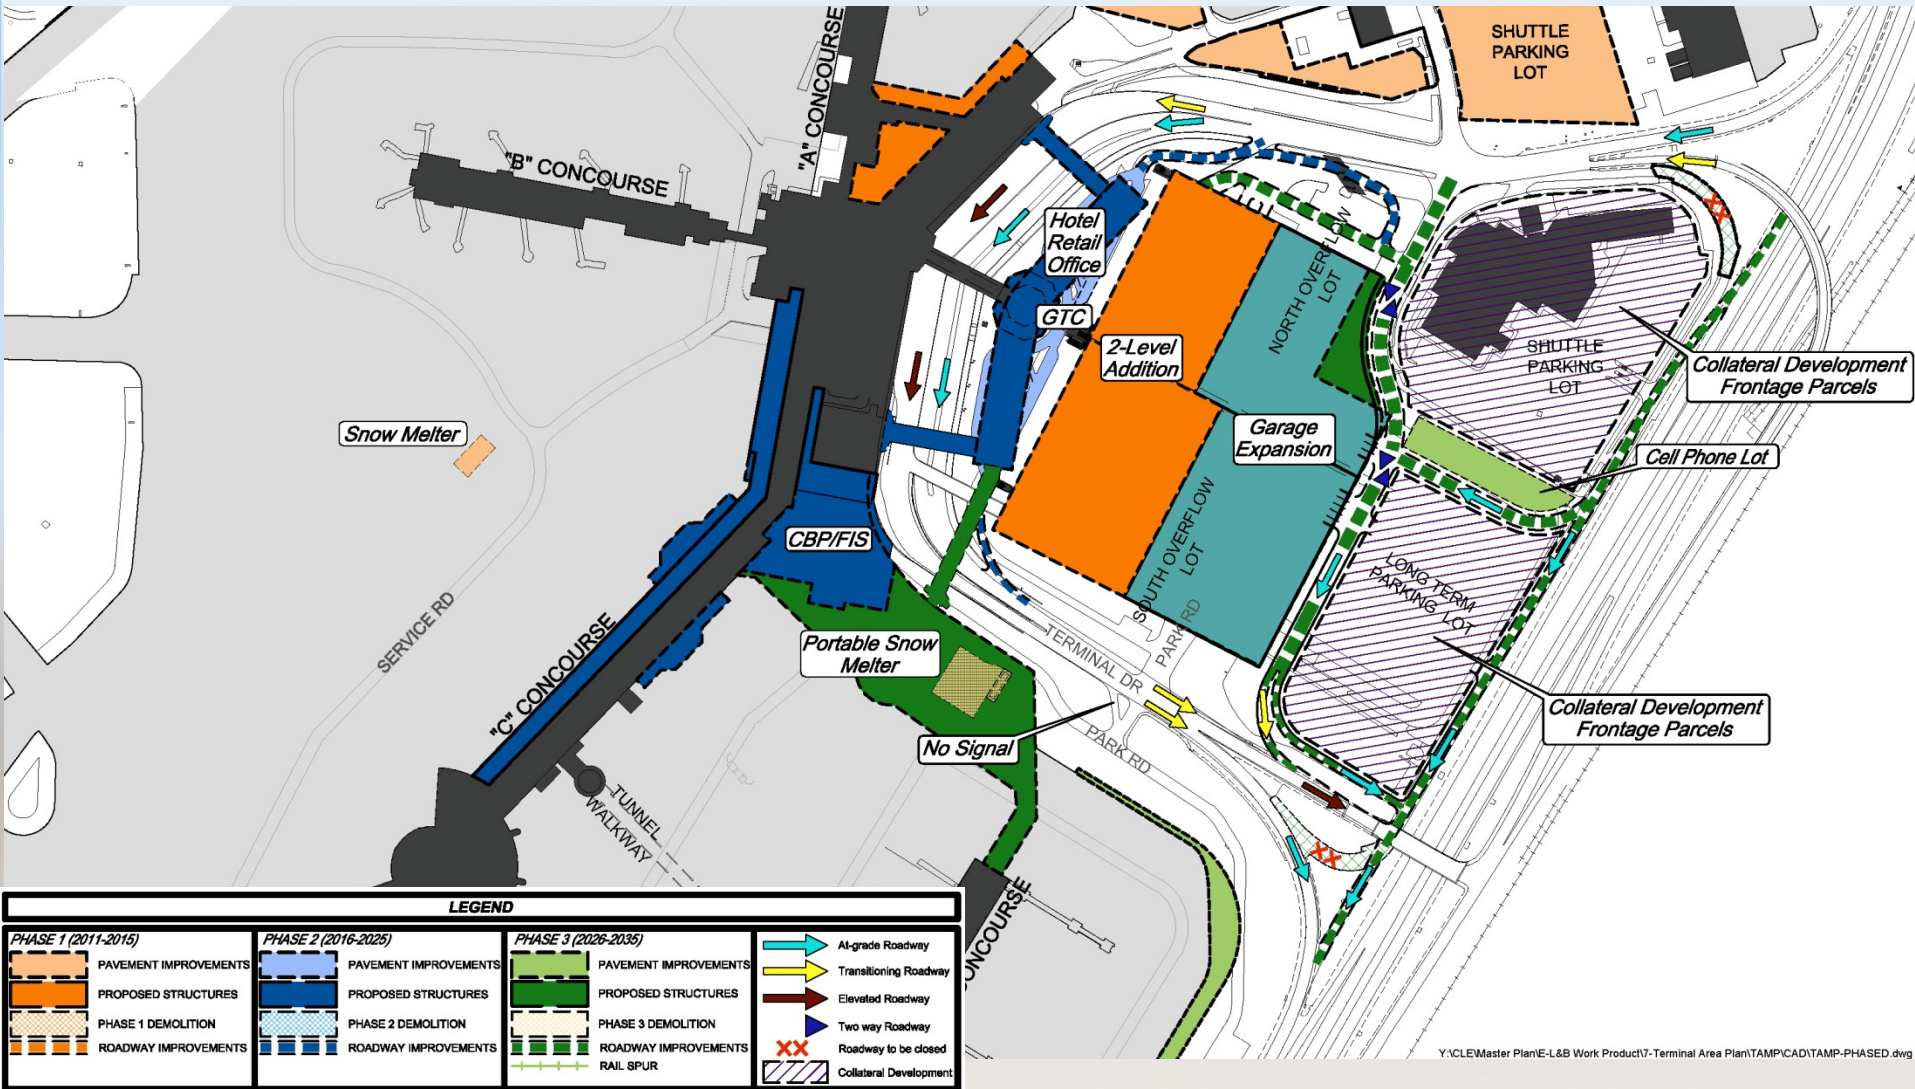 SHUTTLE
PARKING
LOT
"A" CONCOURSE
"B" CONCOURSE
Hotel
Retail
Office
GTC
NORTH OVERFLOW
LOT
2-Level
Addition
SHUTTLE
PARKING
LOT
Collateral Development
Frontage Parcels
Snow Melter
Garage
Expansion
Cell Phone Lot
CBP/FIS
SOUTH OVERFLOW
LOT
LONG TERM
PARKING LOT
SERVICE RD
"C" CONCOURSE
Portable Snow
Melter
TERMINAL DR
PARK RD
No Signal
PARK RD
Collateral Development
Frontage Parcels
TUNNEL
WALKWAY
CONCOURSE
LEGEND
PHASE 1 (2011-2015)
PAVEMENT IMPROVEMENTS
PROPOSED STRUCTURES
PHASE 1 DEMOLITION
ROADWAY IMPROVEMENTS
PHASE 2 (2016-2025)
PAVEMENT IMPROVEMENTS
PROPOSED STRUCTURES
PHASE 2 DEMOLITION
ROADWAY IMPROVEMENTS
PHASE 3 (2026-2035)
PAVEMENT IMPROVEMENTS
PROPOSED STRUCTURES
PHASE 3 DEMOLITION
ROADWAY IMPROVEMENTS
RAIL SPUR
At-grade Roadway
Transitioning Roadway
Elevated Roadway
Two way Roadway
XX Roadway to be closed
Collateral Development
Y:\CLE\Master Plan\E-L&B Work Product\7-Terminal Area Plan\TAMP\CAD\TAMP-PHASED.dwg